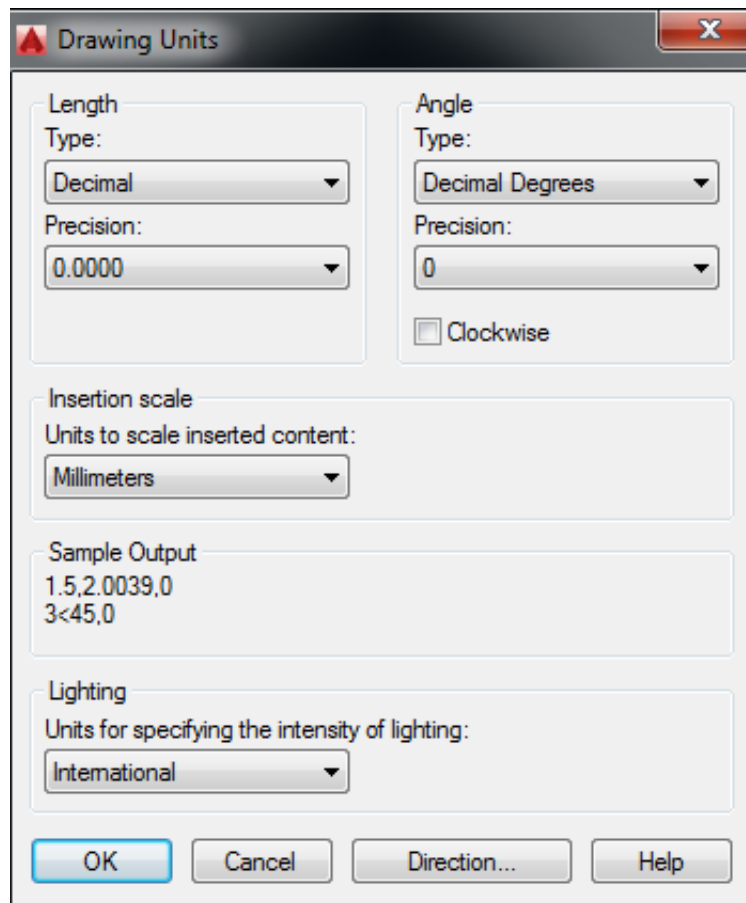 Drawing Units
Length
Type:
Decimal
Precision:
0.0000
Angle
Type:
Decimal Degrees
Precision:
0
Clockwise
Insertion scale
Units to scale inserted content:
Millimeters
Sample Output
1.5,2.0039,0
3<45,0
Lighting
Units for specifying the intensity of lighting:
International
OK
Cancel
Direction...
Help